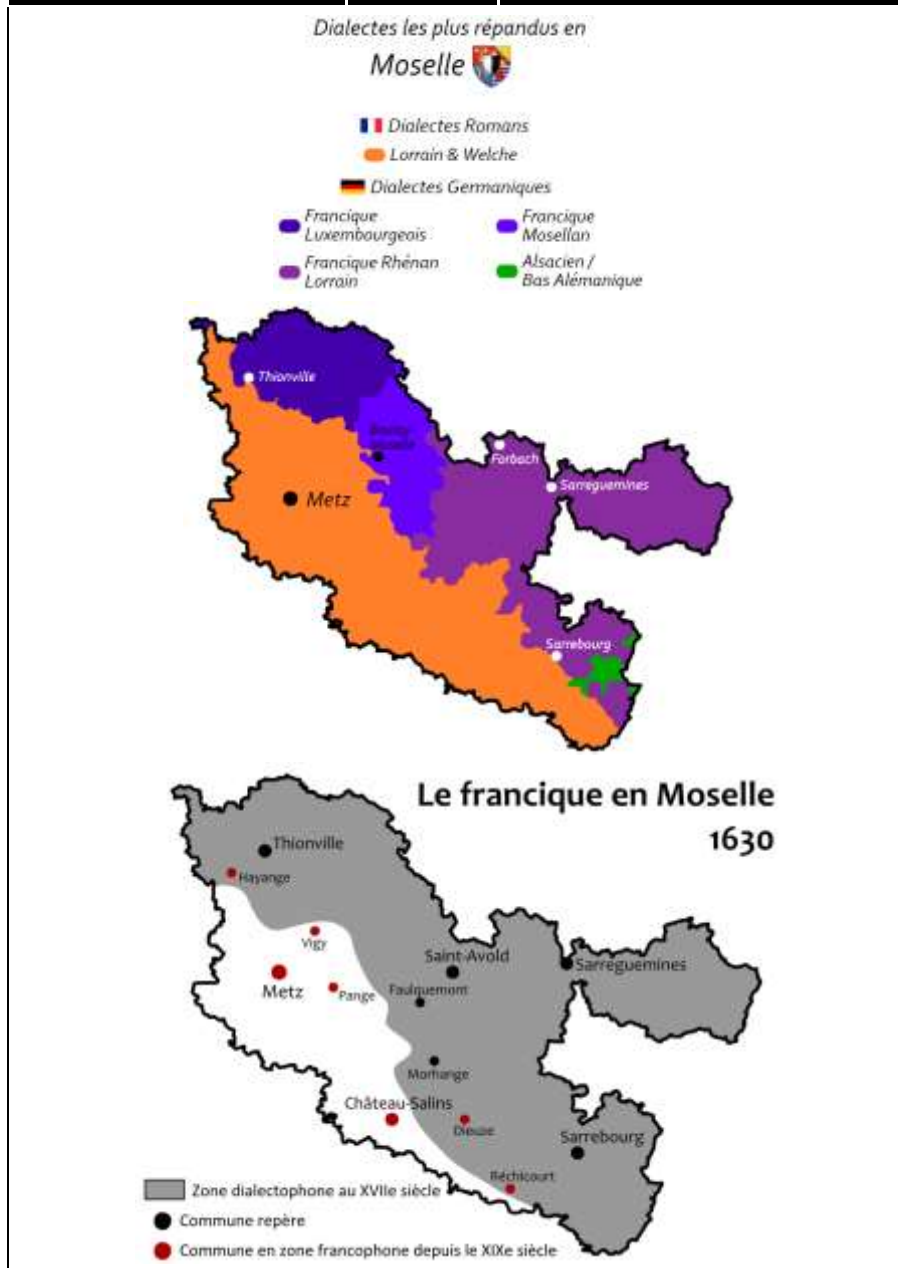 Dialectes les plus répandus en
Moselle
Dialectes Romans
Lorrain & Welche
Dialectes Germaniques
Francique
Luxembourgeois
Francique
Mosellan
Francique Rhénan
Lorrain
Alsacien /
Bas Alémanique
Thionville
Forbach
Sarreguemines
Metz
Sarrebourg
Le francique en Moselle
1630
Thionville
Hayange
Vigy
Saint-Avold
Sarreguemines
Metz
Pange
Faulquemont
Morhange
Château-Salins
Dieuze
Sarrebourg
Réchicourt
Zone dialectophone au XVIIe siècle
Commune repère
Commune en zone francophone depuis le XIXe siècle